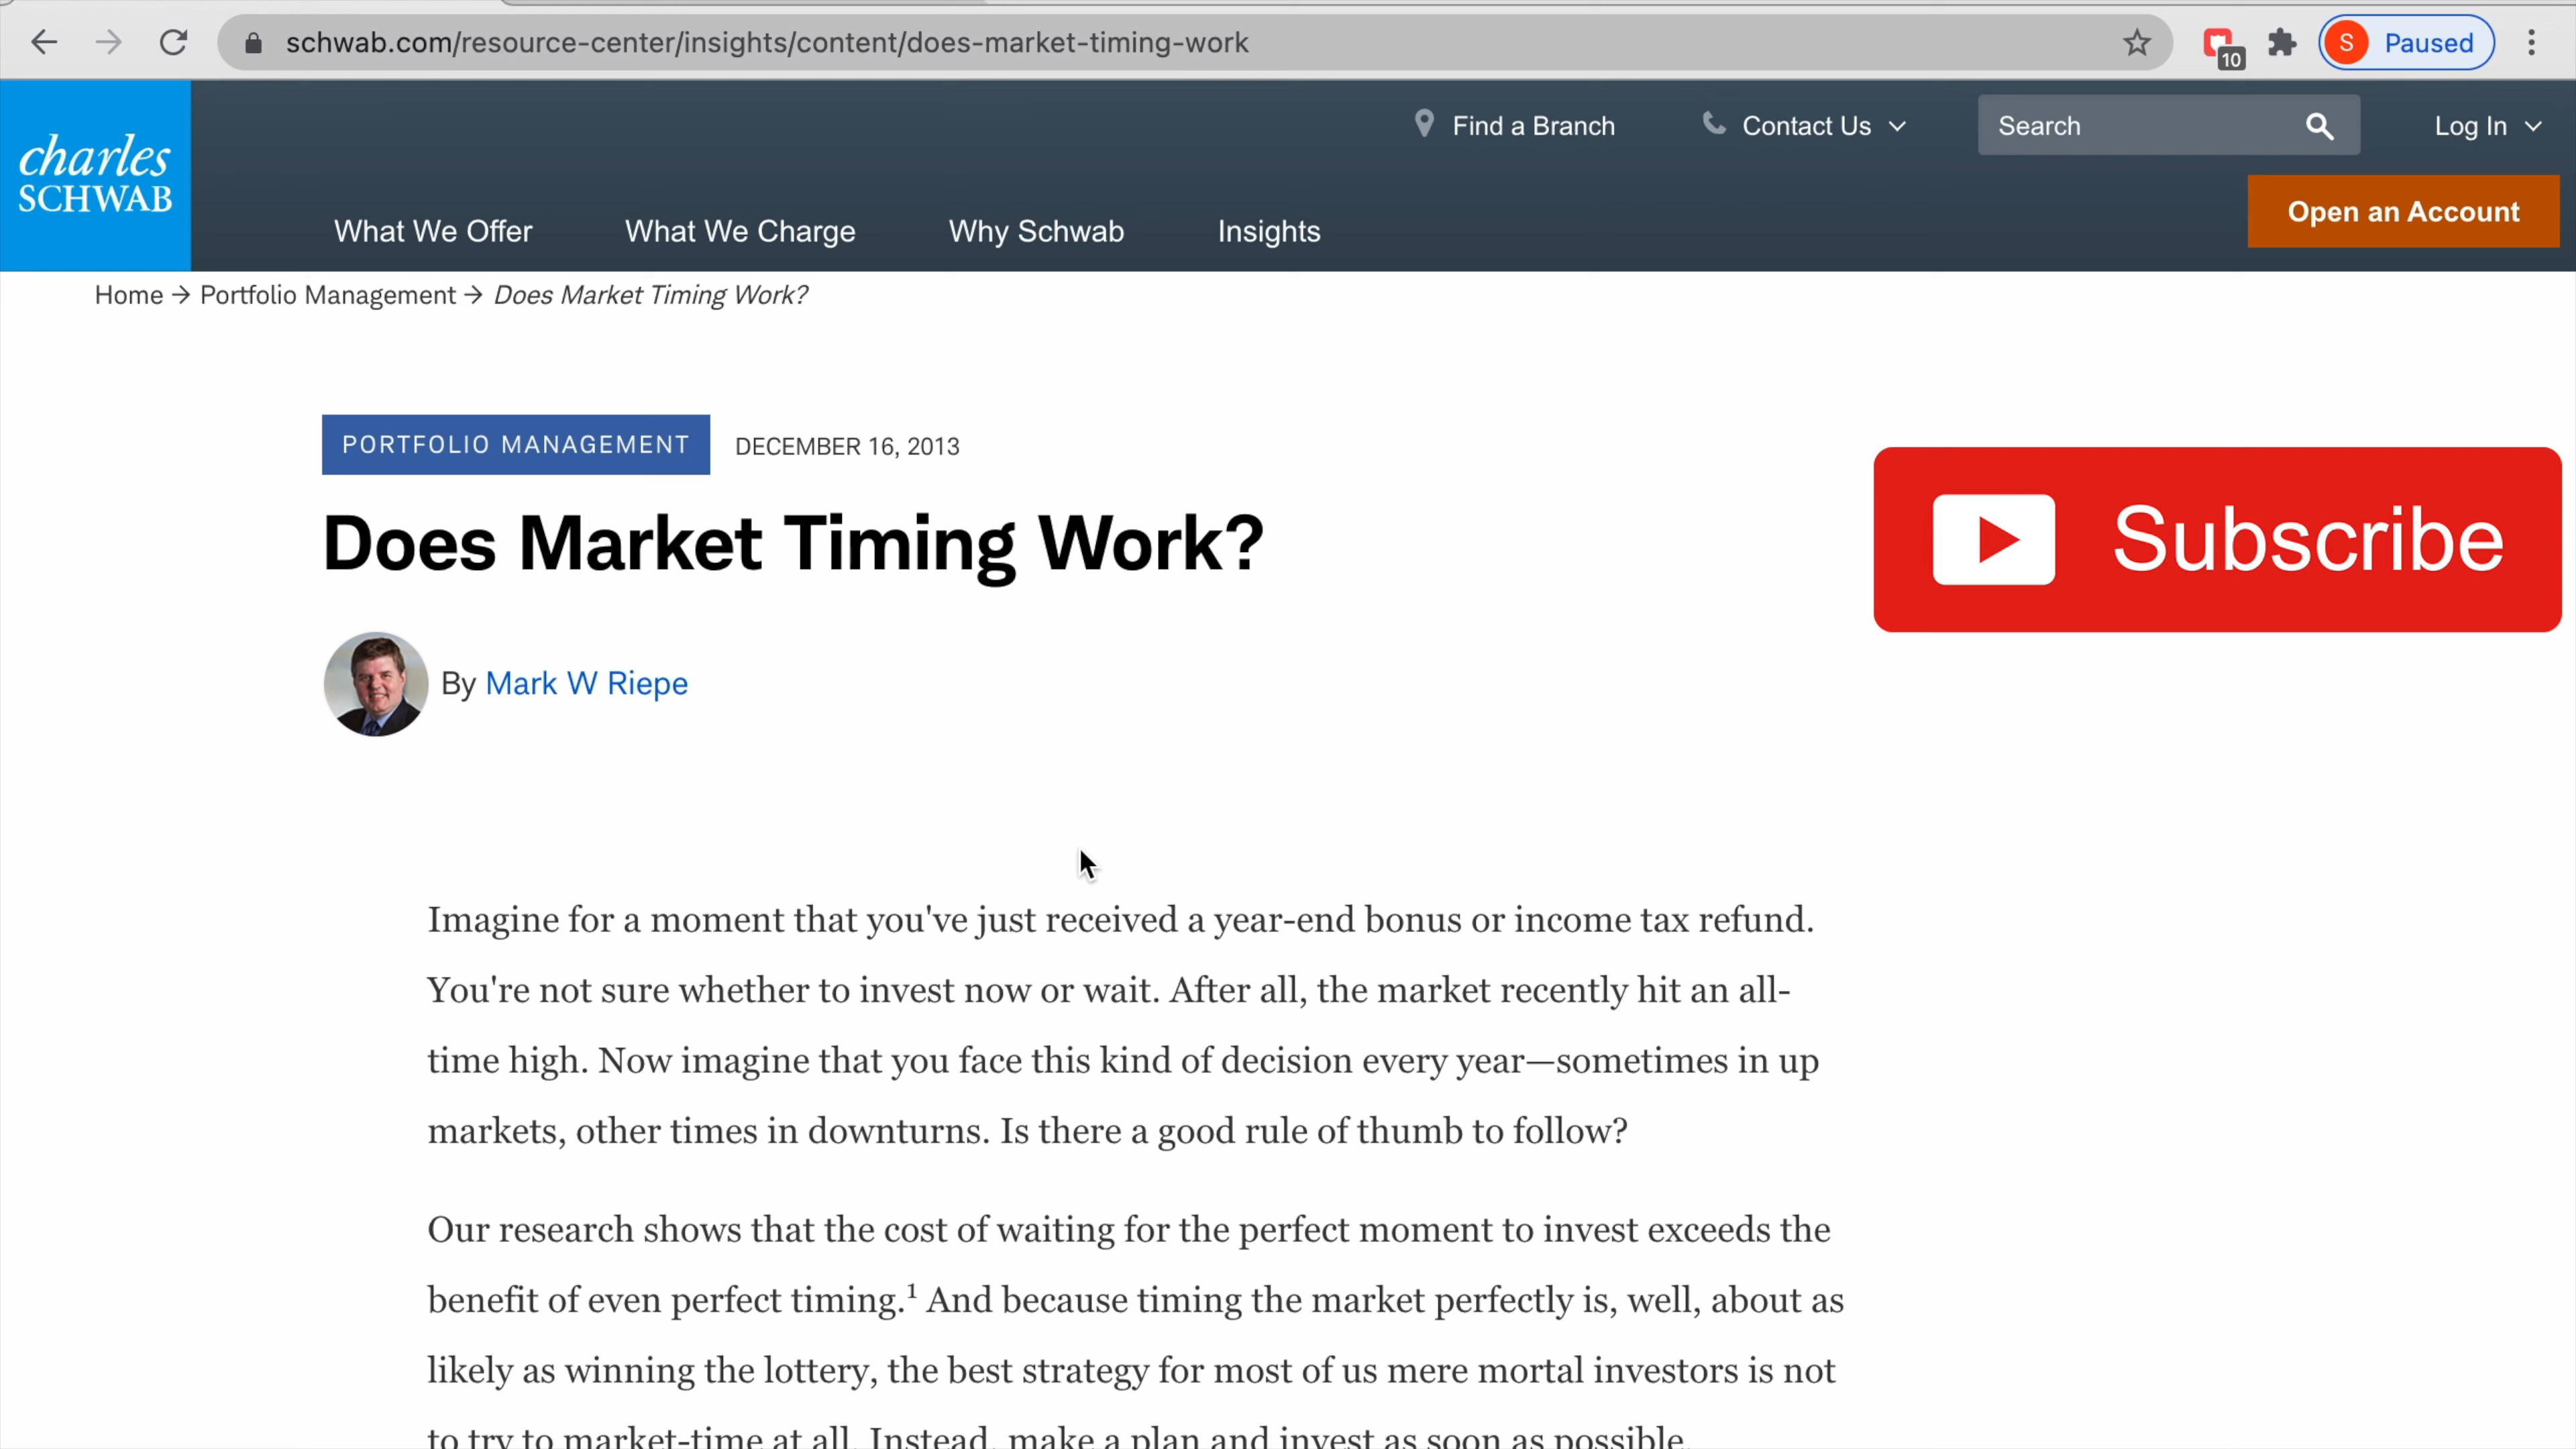 schwab.com/resource-center/insights/content/does-market-timing-work
10
S
Paused
charles
SCHWAB
Find a Branch
Contact Us
Search
Log In
What We Offer
What We Charge
Why Schwab
Insights
Open an Account
Home → Portfolio Management → Does Market Timing Work?
PORTFOLIO MANAGEMENT
DECEMBER 16, 2013
Does Market Timing Work?
Subscribe
By Mark W Riepe
Imagine for a moment that you've just received a year-end bonus or income tax refund.
You're not sure whether to invest now or wait. After all, the market recently hit an all-
time high. Now imagine that you face this kind of decision every year—sometimes in up
markets, other times in downturns. Is there a good rule of thumb to follow?
Our research shows that the cost of waiting for the perfect moment to invest exceeds the
benefit of even perfect timing.¹ And because timing the market perfectly is, well, about as
likely as winning the lottery, the best strategy for most of us mere mortal investors is not
to try to market-time at all. Instead, make a plan and invest as soon as possible.